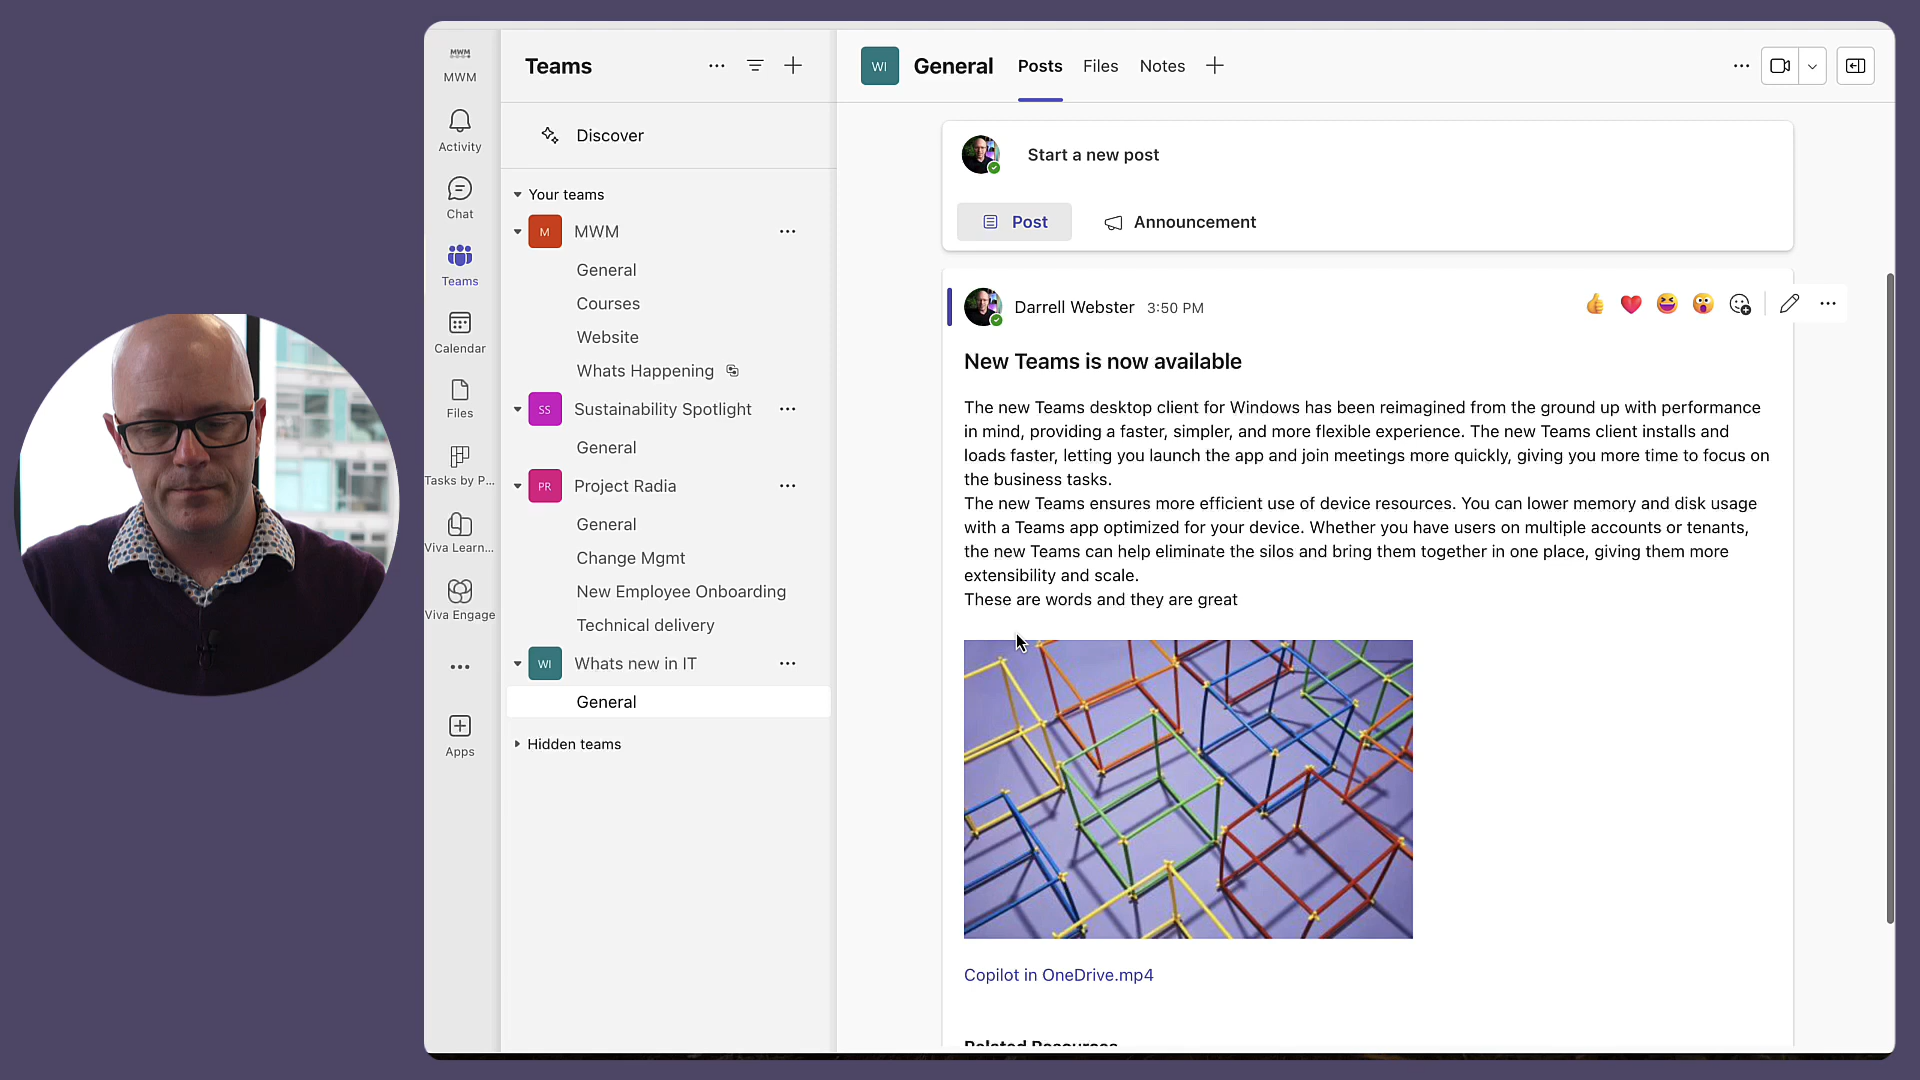 MWM
MWM
Activity
Chat
Teams
Calendar
Files
Tasks by P...
Viva Learn...
Viva Engage
Apps
Teams
Discover
Your teams
M MWM
General
Courses
Website
Whats Happening
SS Sustainability Spotlight
General
PR Project Radia
General
Change Mgmt
New Employee Onboarding
Technical delivery
WI Whats new in IT
General
Hidden teams
WI General Posts Files Notes
Start a new post
Post Announcement
Darrell Webster 3:50 PM
New Teams is now available
The new Teams desktop client for Windows has been reimagined from the ground up with performance
in mind, providing a faster, simpler, and more flexible experience. The new Teams client installs and
loads faster, letting you launch the app and join meetings more quickly, giving you more time to focus on
the business tasks.
The new Teams ensures more efficient use of device resources. You can lower memory and disk usage
with a Teams app optimized for your device. Whether you have users on multiple accounts or tenants,
the new Teams can help eliminate the silos and bring them together in one place, giving them more
extensibility and scale.
These are words and they are great
Copilot in OneDrive.mp4
Related Resources